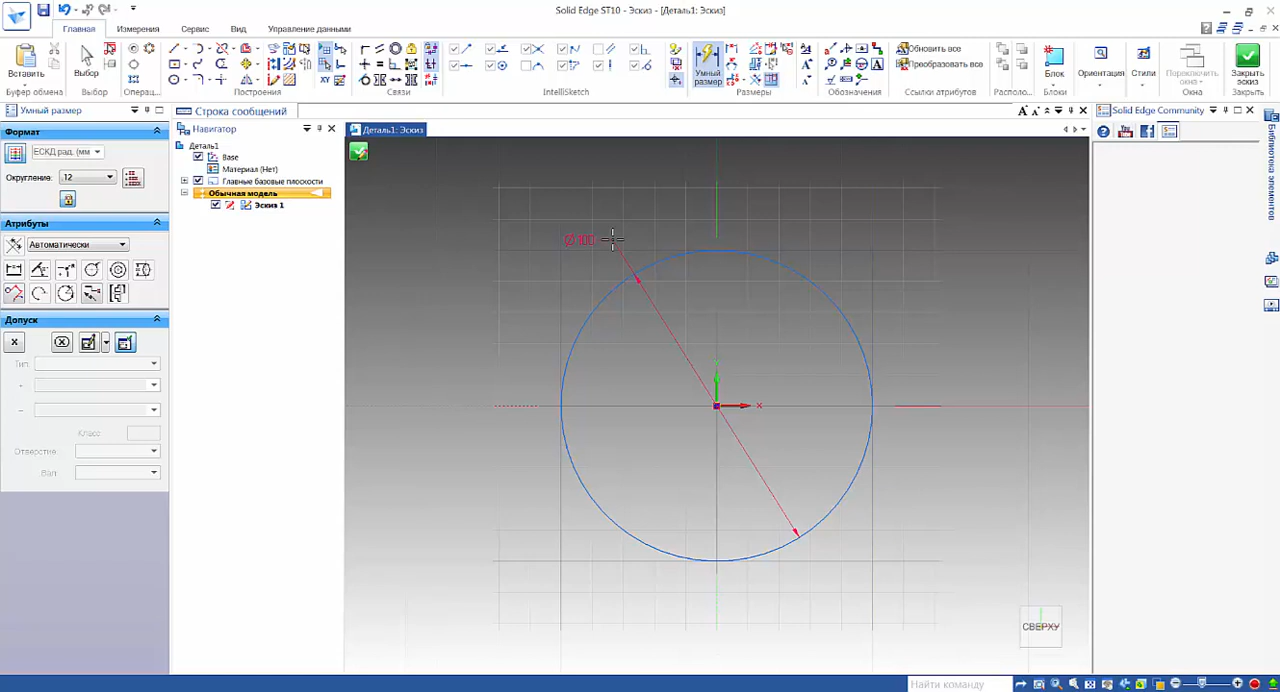 Solid Edge ST10 - Эскиз - [Деталь1: Эскиз]
Главная Измерения Сервис Вид Управление данными
Вставить
Буфер обмена
Выбор
Выбор
Операц...
Построения
Связи
IntelliSketch
Умный размер
Размеры
Обозначения
Обновить все
Преобразовать все
Ссылки атрибутов
Располо...
Блок
Блоки
Ориентация
Стили
Переключить окна
Окна
Закрыть эскиз
Закрыть
Умный размер
Строка сообщений
Solid Edge Community
Формат
ЕСКД рад. (мм
Округление: .12
Атрибуты
Автоматически
Допуск
Тип:
Класс
Отверстие:
Вал:
Навигатор
Деталь1
Base
Материал (Нет)
Главные базовые плоскости
Обычная модель
Эскиз 1
Деталь1: Эскиз
Ø 100
Y
X
СВЕРХУ
Библиотека элементов
Найти команду